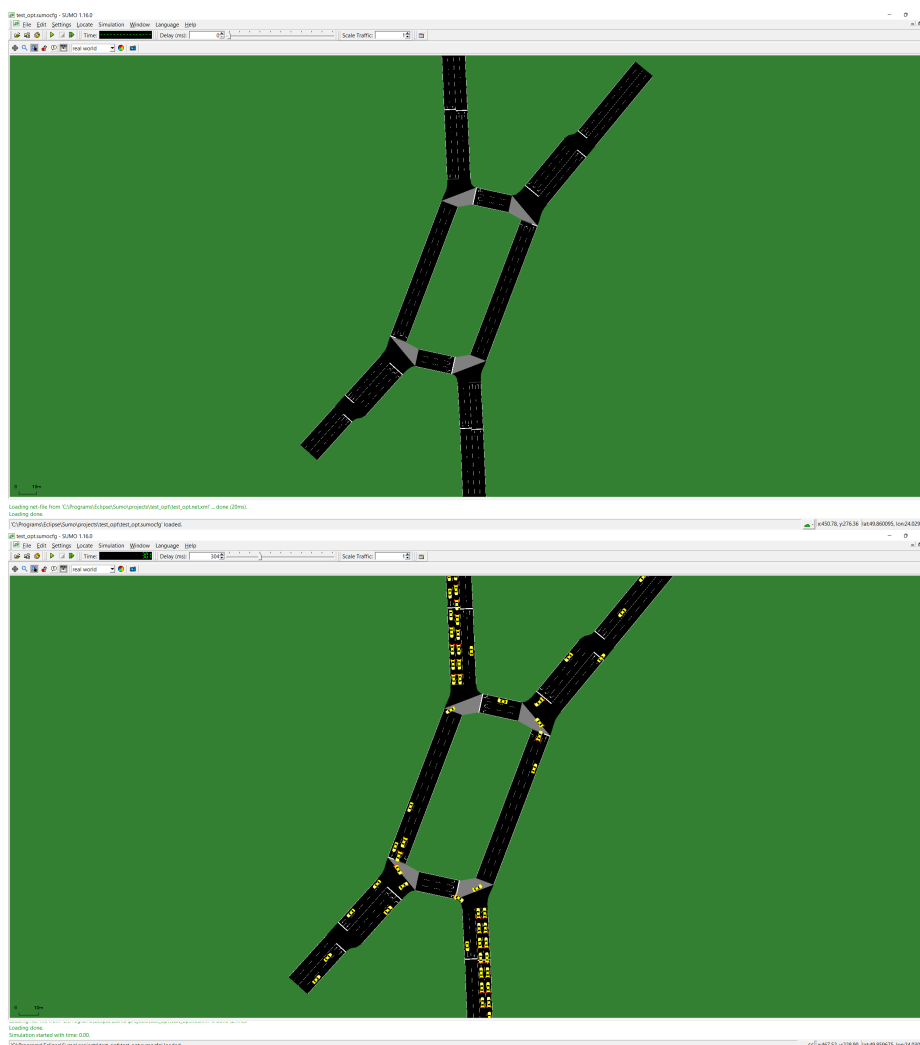 test_opt.sumocfg - SUMO 1.16.0
File Edit Settings Locate Simulation Window Language Help
Time: Delay (ms): 0 Scale Traffic: 1
real world
0 10m
Loading net-file from 'C:\Programs\Eclipse\Sumo\projects\test_opt\test_opt.net.xml' ... done (20ms).
Loading done.
'C:\Programs\Eclipse\Sumo\projects\test_opt\test_opt.sumocfg' loaded.
x:450.78, y:276.36 lat:49.860095, lon:24.029
test_opt.sumocfg - SUMO 1.16.0
File Edit Settings Locate Simulation Window Language Help
Time: Delay (ms): 304 Scale Traffic: 1
real world
0 10m
Loading done.
Simulation started with time: 0.00.